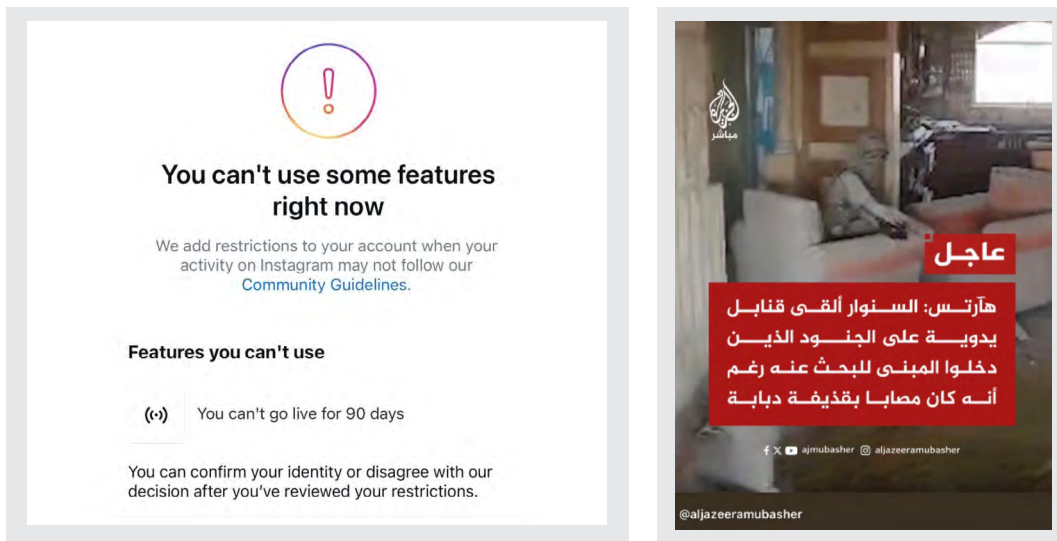 You can't use some features
right now
We add restrictions to your account when your
activity on Instagram may not follow our
Community Guidelines.
Features you can't use
You can't go live for 90 days
You can confirm your identity or disagree with our
decision after you've reviewed your restrictions.
الجزيرة
مباشر
عاجل
هآرتس: السنوار ألقى قنابل
يدوية على الجنود الذين
دخلوا المبنى للبحث عنه رغم
أنه كان مصابا بقذيفة دبابة
ajmubasher aljazeeramubasher
@aljazeeramubasher